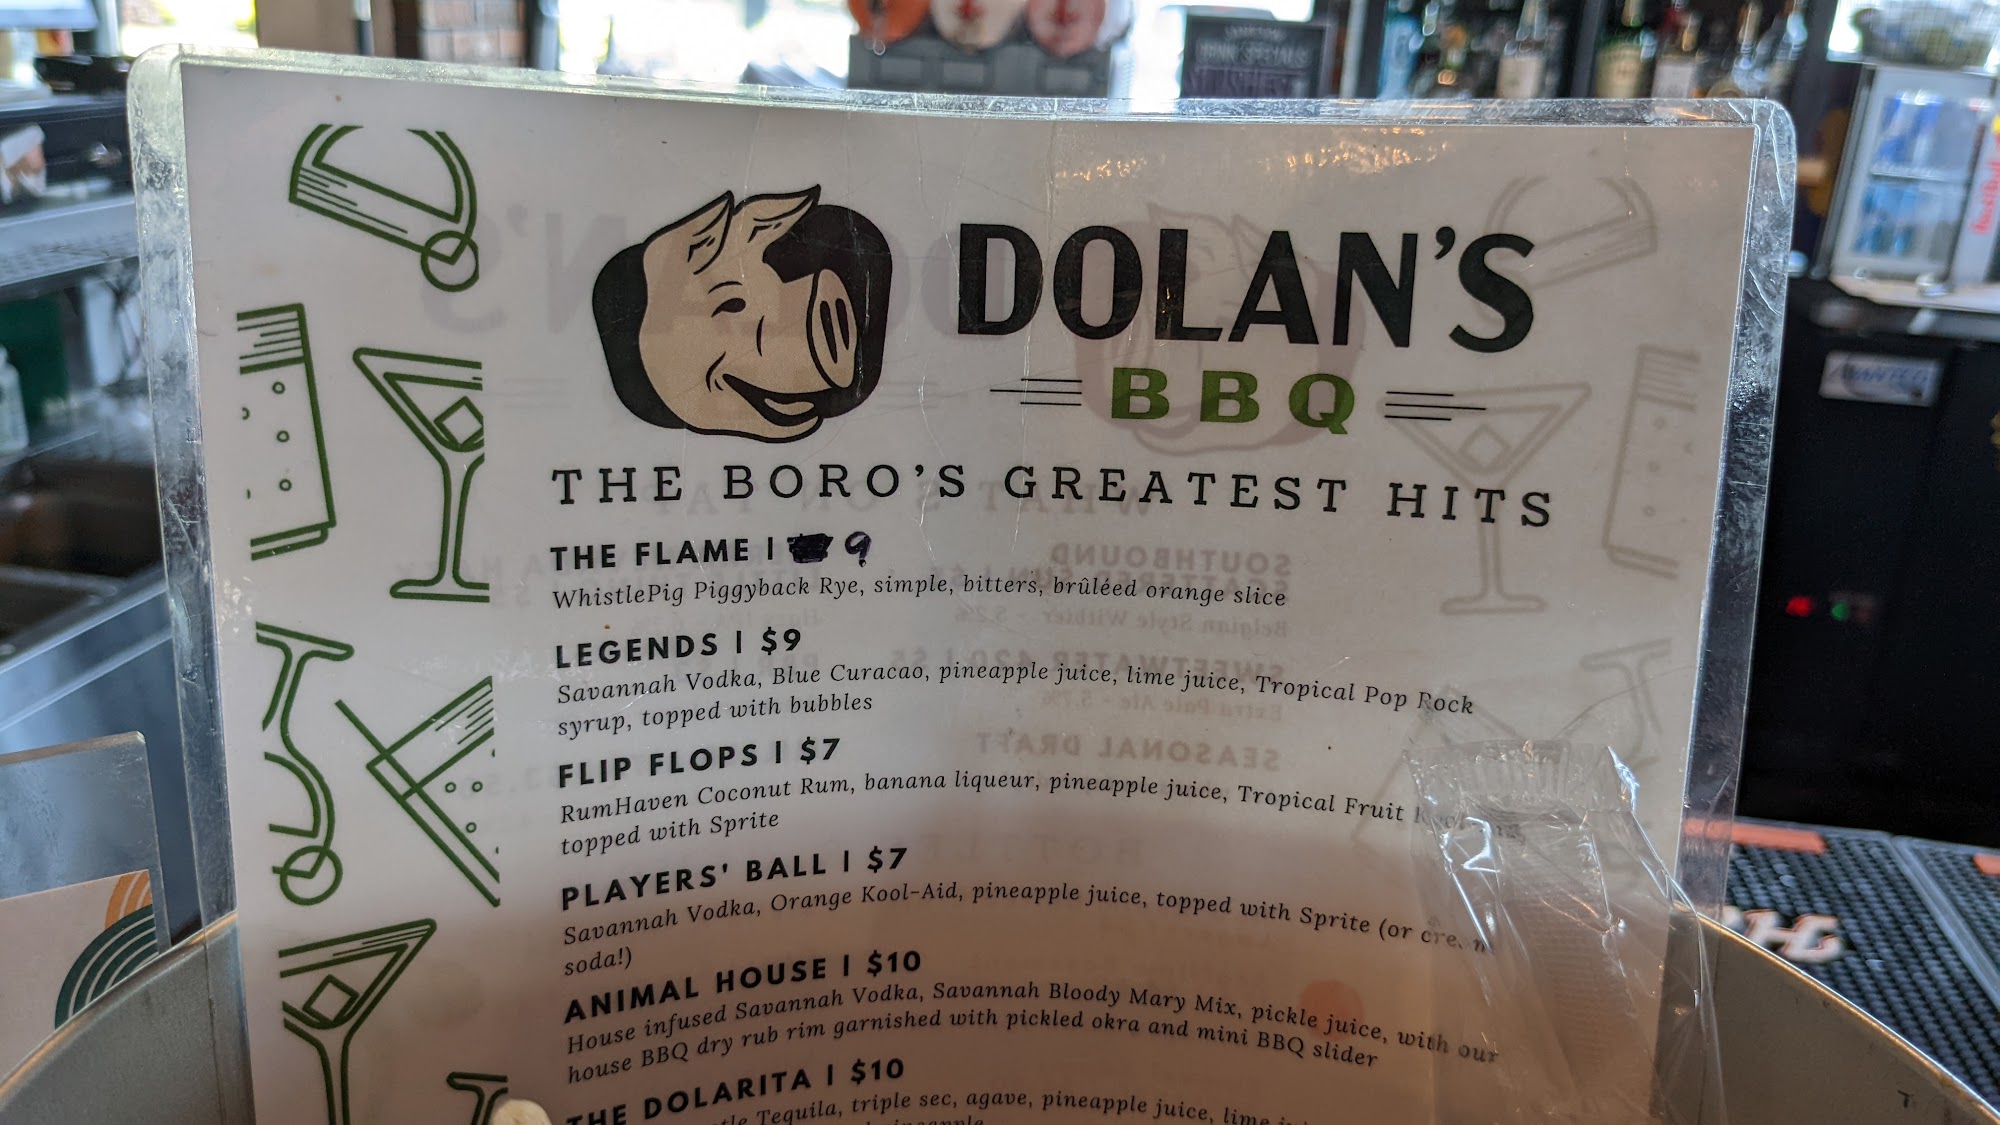 DRINK SPECIALS
DOLAN'S
BBQ
THE BORO'S GREATEST HITS
THE FLAME | 9
WhistlePig Piggyback Rye, simple, bitters, brûléed orange slice
LEGENDS | $9
Savannah Vodka, Blue Curacao, pineapple juice, lime juice, Tropical Pop Rock
syrup, topped with bubbles
FLIP FLOPS | $7
RumHaven Coconut Rum, banana liqueur, pineapple juice, Tropical Fruit
topped with Sprite
PLAYERS' BALL | $7
Savannah Vodka, Orange Kool-Aid, pineapple juice, topped with Sprite (or cream
soda!)
ANIMAL HOUSE | $10
House infused Savannah Vodka, Savannah Bloody Mary Mix, pickle juice, with our
house BBQ dry rub rim garnished with pickled okra and mini BBQ slider
THE DOLARITA | $10
Tequila, triple sec, agave, pineapple juice, lime